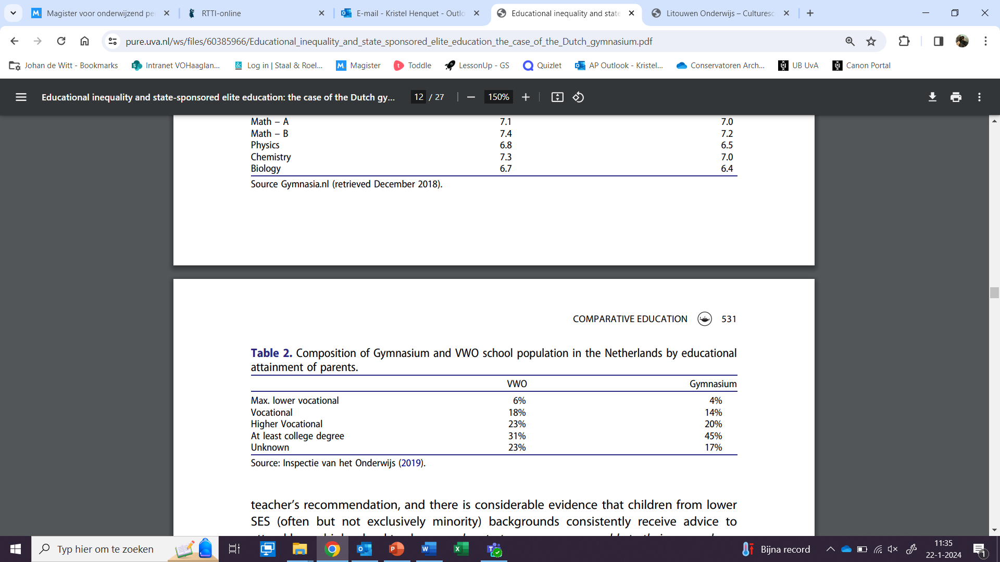 Magister voor onderwijzend pe
RTTI-online
E-mail - Kristel Henquet - Outlo
Educational inequality and state
Litouwen Onderwijs – Culturesc
pure.uva.nl/ws/files/60385966/Educational_inequality_and_state_sponsored_elite_education_the_case_of_the_Dutch_gymnasium.pdf
Johan de Witt - Bookmarks
Intranet VOHaaglan...
Log in | Staal & Roel...
Magister
Toddle
LessonUp - GS
Quizlet
AP Outlook - Kristel...
Conservatoren Arch...
UB UvA
Canon Portal
Educational inequality and state-sponsored elite education: the case of the Dutch gy...
12 / 27
150%
Math – A 7.1 7.0
Math – B 7.4 7.2
Physics 6.8 6.5
Chemistry 7.3 7.0
Biology 6.7 6.4
Source Gymnasia.nl (retrieved December 2018).
COMPARATIVE EDUCATION 531
Table 2. Composition of Gymnasium and VWO school population in the Netherlands by educational
attainment of parents.
VWO Gymnasium
Max. lower vocational 6% 4%
Vocational 18% 14%
Higher Vocational 23% 20%
At least college degree 31% 45%
Unknown 23% 17%
Source: Inspectie van het Onderwijs (2019).
teacher's recommendation, and there is considerable evidence that children from lower
SES (often but not exclusively minority) backgrounds consistently receive advice to
Typ hier om te zoeken
Bijna record
11:35
22-1-2024
1